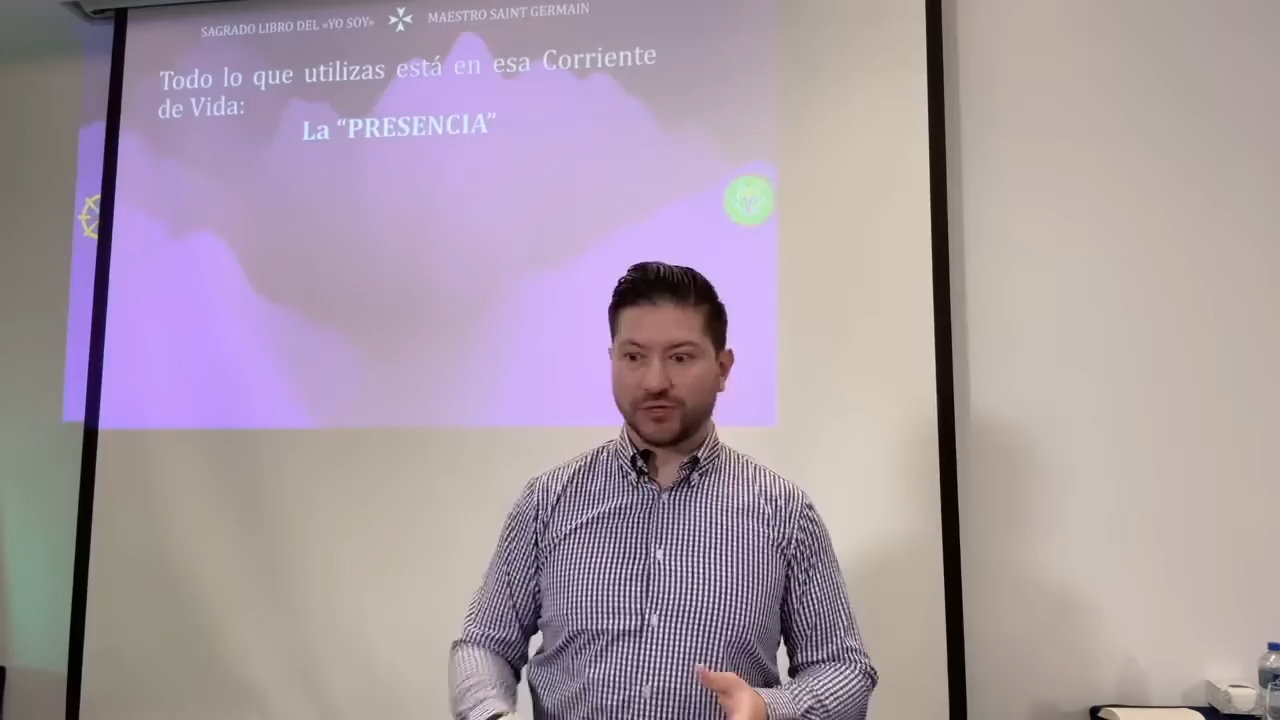 SAGRADO LIBRO DEL «YO SOY» MAESTRO SAINT GERMAIN
Todo lo que utilizas está en esa Corriente
de Vida:
La “PRESENCIA”